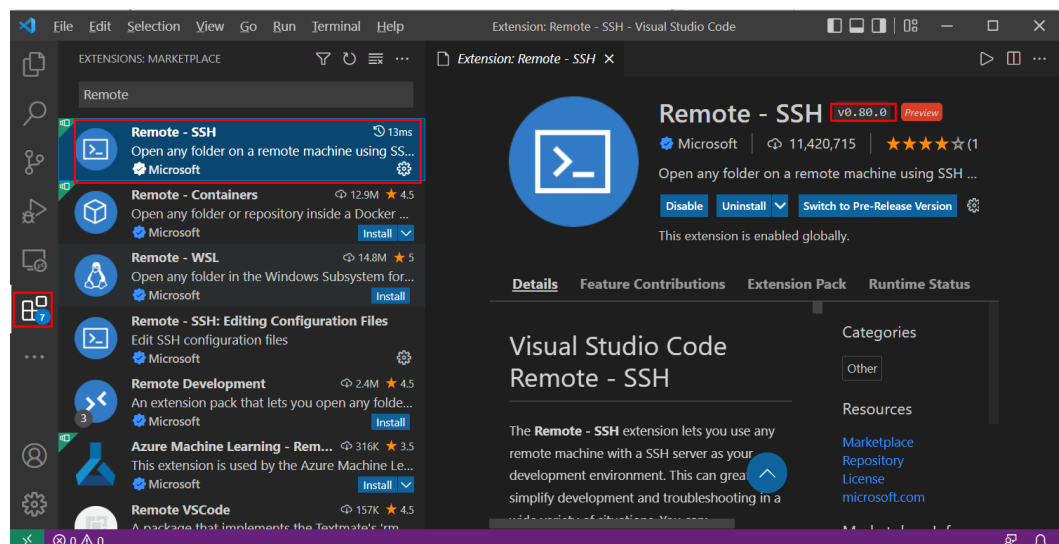 File Edit Selection View Go Run Terminal Help
Extension: Remote - SSH - Visual Studio Code
EXTENSIONS: MARKETPLACE
Remote
Remote - SSH 13ms
Open any folder on a remote machine using SS...
Microsoft
Remote - Containers 12.9M 4.5
Open any folder or repository inside a Docker ...
Microsoft Install
Remote - WSL 14.8M 5
Open any folder in the Windows Subsystem for...
Microsoft Install
Remote - SSH: Editing Configuration Files
Edit SSH configuration files
Microsoft
Remote Development 2.4M 4.5
An extension pack that lets you open any folde...
3
Microsoft Install
Azure Machine Learning - Rem... 316K 3.5
This extension is used by the Azure Machine Le...
Microsoft Install
Remote VSCode 157K 4.5
A package that implements the Textmate's 'rm
7
0 0
Extension: Remote - SSH
Remote - SSH v0.80.0 Preview
Microsoft 11,420,715 (1
Open any folder on a remote machine using SSH ...
Disable Uninstall Switch to Pre-Release Version
This extension is enabled globally.
Details Feature Contributions Extension Pack Runtime Status
Visual Studio Code
Remote - SSH
The Remote - SSH extension lets you use any
remote machine with a SSH server as your
development environment. This can
simplify development and troubleshooting in a
Categories
Other
Resources
Marketplace
Repository
License
microsoft.com